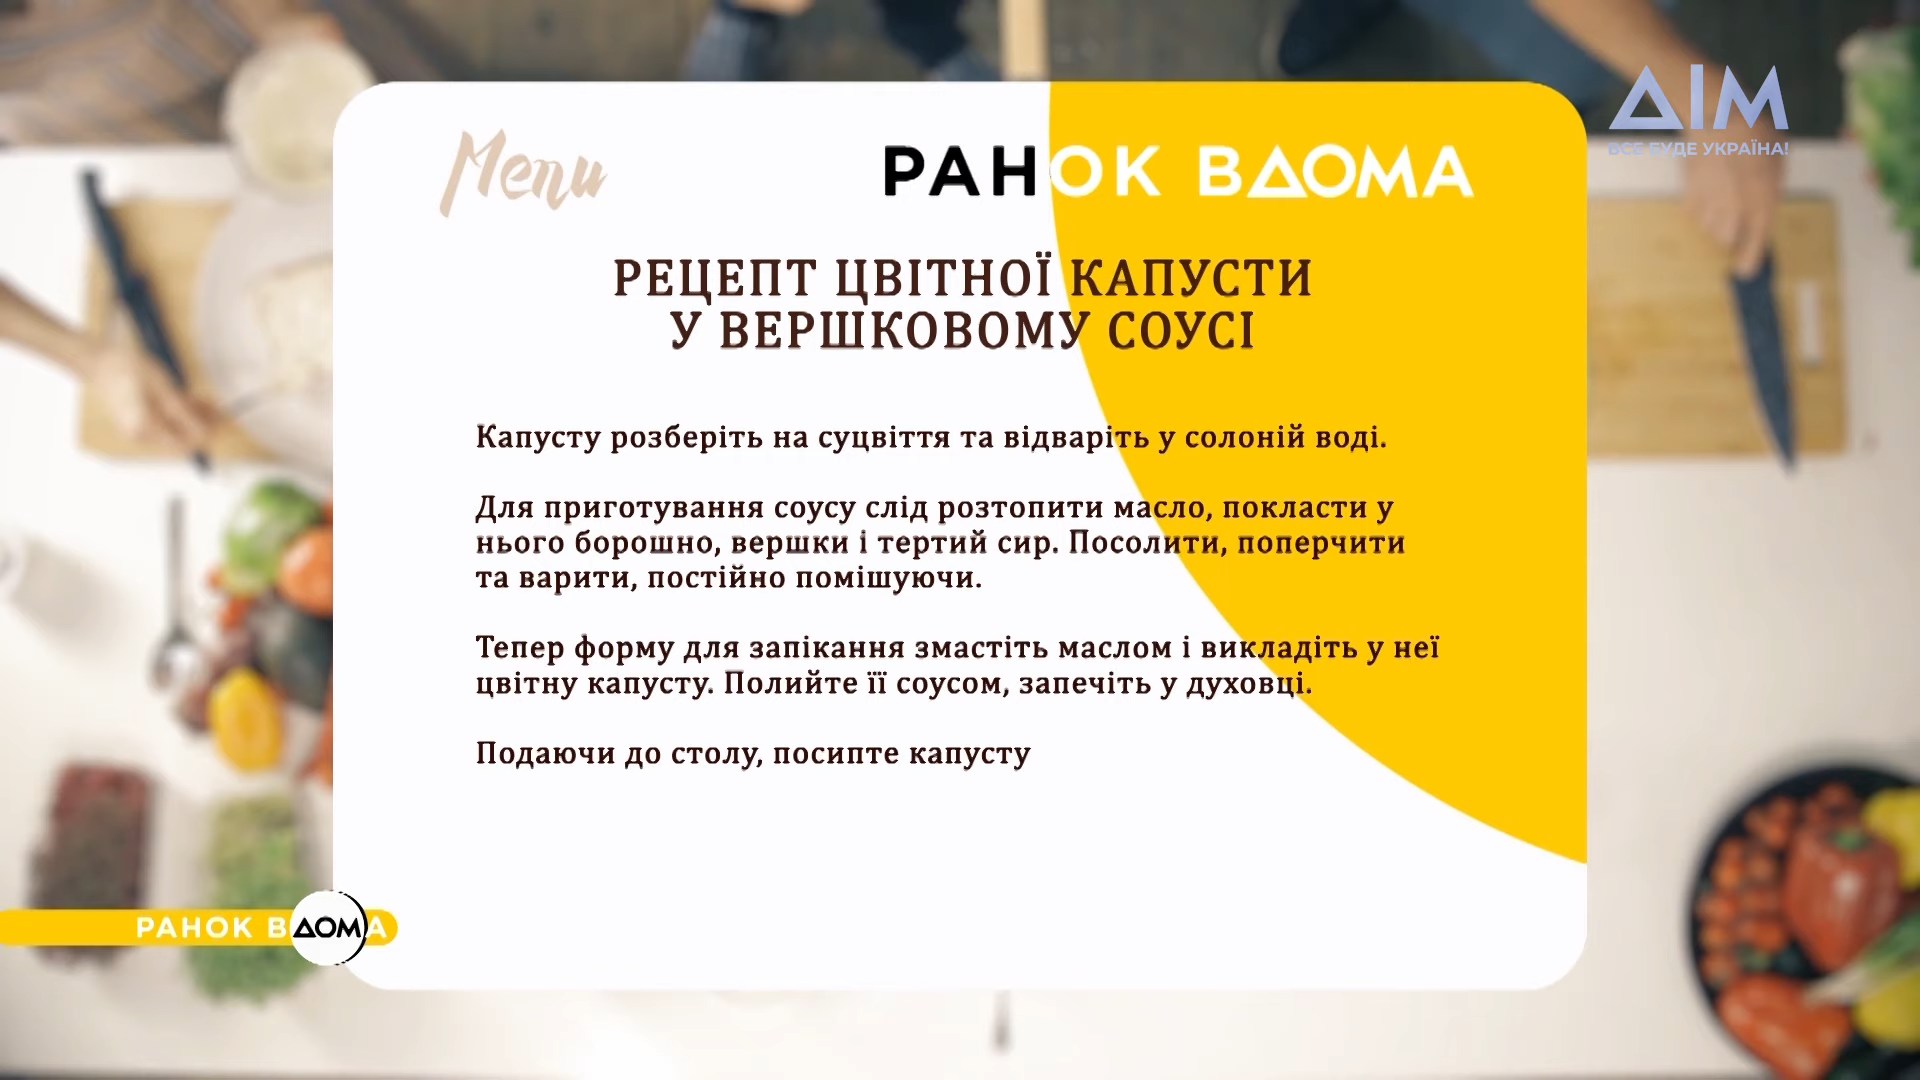 Menu
РАНОК ВДОМА
ДІМ
ВСЕ БУДЕ УКРАЇНА!
РЕЦЕПТ ЦВІТНОЇ КАПУСТИ
У ВЕРШКОВОМУ СОУСІ
Капусту розберіть на суцвіття та відваріть у солоній воді.
Для приготування соусу слід розтопити масло, покласти у
нього борошно, вершки і тертий сир. Посолити, поперчити
та варити, постійно помішуючи.
Тепер форму для запікання змастіть маслом і викладіть у неї
цвітну капусту. Полийте її соусом, запечіть у духовці.
Подаючи до столу, посипте капусту
РАНОК ВДОМА